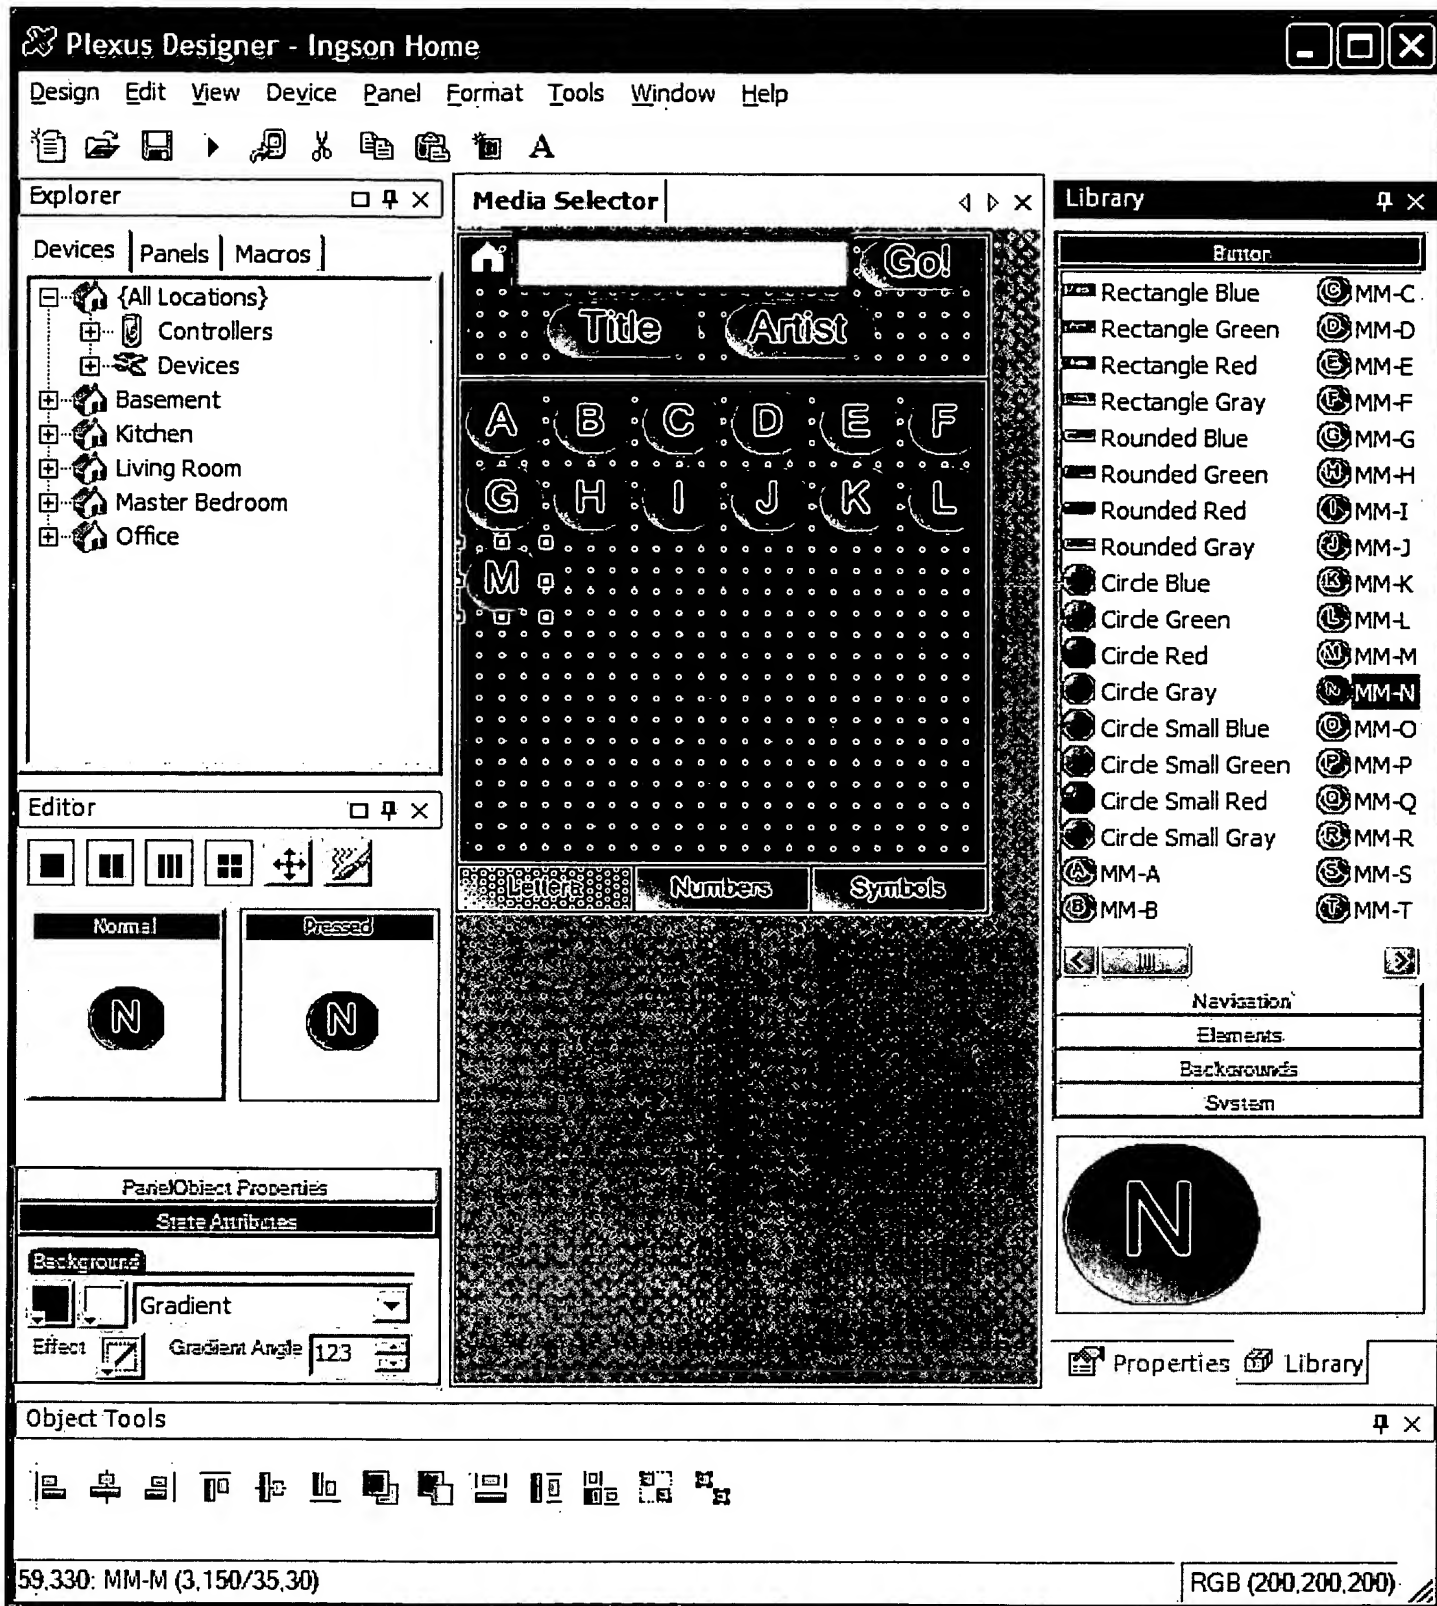 Plexus Designer - Ingson Home
Design Edit View Device Panel Format Tools Window Help
A
Explorer
Devices Panels Macros
{All Locations}
Controllers
Devices
Basement
Kitchen
Living Room
Master Bedroom
Office
Editor
Normal Pressed
N N
PanelObject Properties
State Attributes
Background
Gradient
Effect Gradient Angle 123
Media Selector
Go!
Title Artist
A B C D E F
G H I J K L
M
Letters Numbers Symbols
Library
Button
Rectangle Blue C MM-C
Rectangle Green D MM-D
Rectangle Red E MM-E
Rectangle Gray F MM-F
Rounded Blue G MM-G
Rounded Green H MM-H
Rounded Red I MM-I
Rounded Gray J MM-J
Circle Blue K MM-K
Circle Green L MM-L
Circle Red M MM-M
Circle Gray N MM-N
Circle Small Blue O MM-O
Circle Small Green P MM-P
Circle Small Red Q MM-Q
Circle Small Gray R MM-R
A MM-A S MM-S
B MM-B T MM-T
Navigation
Elements
Backgrounds
System
N
Properties Library
Object Tools
59,330: MM-M (3,150/35,30) RGB (200,200,200)